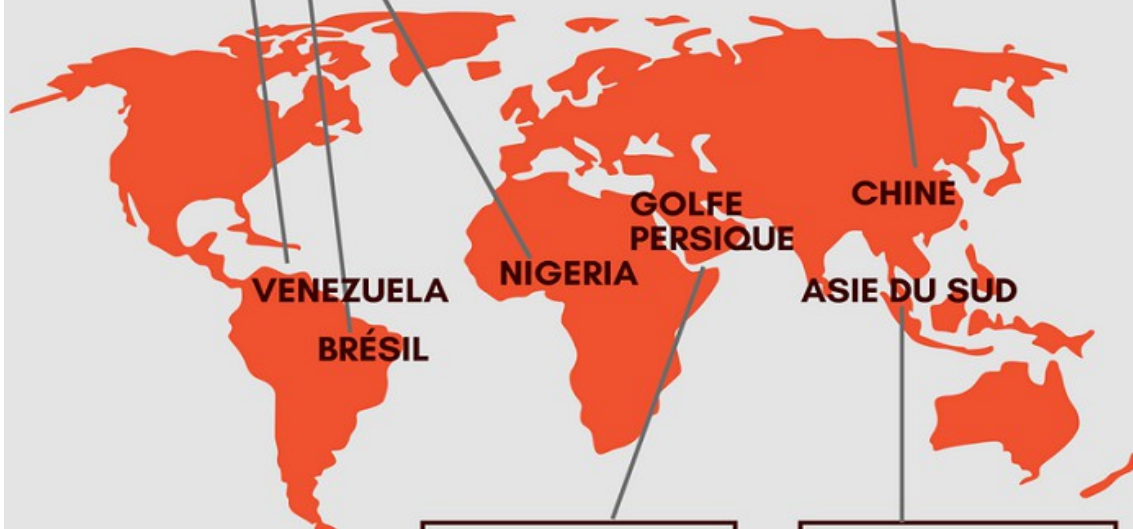 CHINE
GOLFE
PERSIQUE
NIGERIA
VENEZUELA
ASIE DU SUD
BRÉSIL